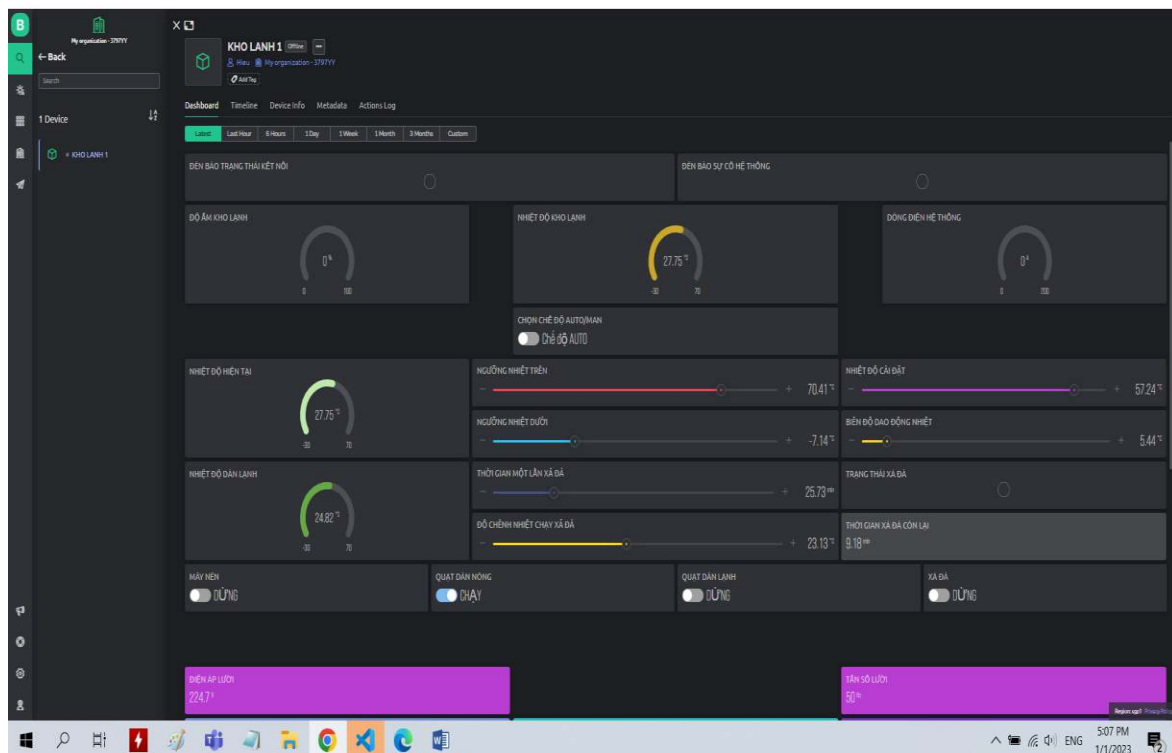 B
My organization - 3797YY
← Back
Search
1 Device
KHO LANH 1
X
KHO LANH 1 Offline ...
Hieu My organization - 3797YY
Add Tag
Dashboard Timeline Device Info Metadata Actions Log
Latest Last Hour 6 Hours 1 Day 1 Week 1 Month 3 Months Custom
ĐÈN BÁO TRẠNG THÁI KẾT NỐI
ĐÈN BÁO SỰ CỐ HỆ THỐNG
ĐỘ ẨM KHO LẠNH
0 %
0 100
NHIỆT ĐỘ KHO LẠNH
27.75 °C
-30 70
DÒNG ĐIỆN HỆ THỐNG
0 A
0 200
CHỌN CHẾ ĐỘ AUTO/MAN
Chế độ AUTO
NHIỆT ĐỘ HIỆN TẠI
27.75 °C
-30 70
NGƯỠNG NHIỆT TRÊN
- + 70.41 °C
NHIỆT ĐỘ CÀI ĐẶT
- + 57.24 °C
NGƯỠNG NHIỆT DƯỚI
- + -7.14 °C
BIÊN ĐỘ DAO ĐỘNG NHIỆT
- + 5.44 °C
NHIỆT ĐỘ DÀN LẠNH
24.82 °C
-30 70
THỜI GIAN MỘT LẦN XẢ ĐÁ
- + 25.73 min
TRẠNG THÁI XẢ ĐÁ
ĐỘ CHÊNH NHIỆT CHẠY XẢ ĐÁ
- + 23.13 °C
THỜI GIAN XẢ ĐÁ CÒN LẠI
9.18 min
MÁY NÉN
DỪNG
QUẠT DÀN NÓNG
CHẠY
QUẠT DÀN LẠNH
DỪNG
XẢ ĐÁ
DỪNG
ĐIỆN ÁP LƯỚI
224.7 V
TẦN SỐ LƯỚI
50 Hz
Region: sgp1 Privacy Policy
ENG
5:07 PM
1/1/2023